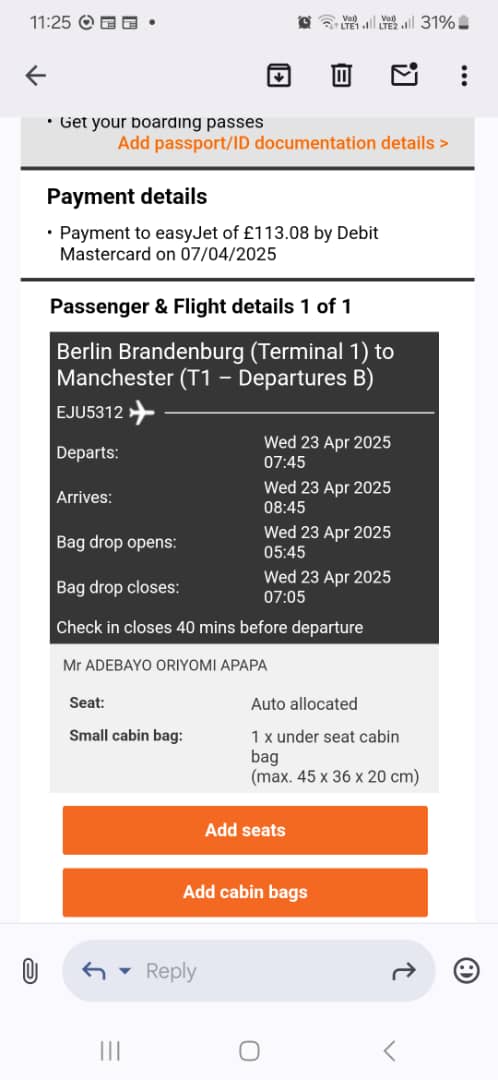 11:25
Vo) LTE1 Vo) LTE2 31%
• Get your boarding passes
Add passport/ID documentation details >
Payment details
• Payment to easyJet of £113.08 by Debit
Mastercard on 07/04/2025
Passenger & Flight details 1 of 1
Berlin Brandenburg (Terminal 1) to
Manchester (T1 – Departures B)
EJU5312
Departs: Wed 23 Apr 2025
07:45
Arrives: Wed 23 Apr 2025
08:45
Bag drop opens: Wed 23 Apr 2025
05:45
Bag drop closes: Wed 23 Apr 2025
07:05
Check in closes 40 mins before departure
Mr ADEBAYO ORIYOMI APAPA
Seat: Auto allocated
Small cabin bag: 1 x under seat cabin
bag
(max. 45 x 36 x 20 cm)
Add seats
Add cabin bags
Reply